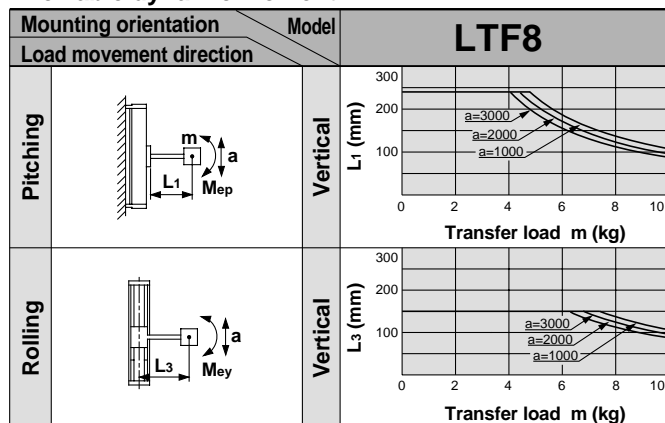 Mounting orientation
Model
Load movement direction
LTF8
Pitching
m
a
L1
Mep
Vertical
L1 (mm)
300
200
100
a=3000
a=2000
a=1000
0 2 4 6 8 10
Transfer load m (kg)
Rolling
a
L3
Mey
Vertical
L3 (mm)
300
200
100
a=3000
a=2000
a=1000
0 2 4 6 8 10
Transfer load m (kg)